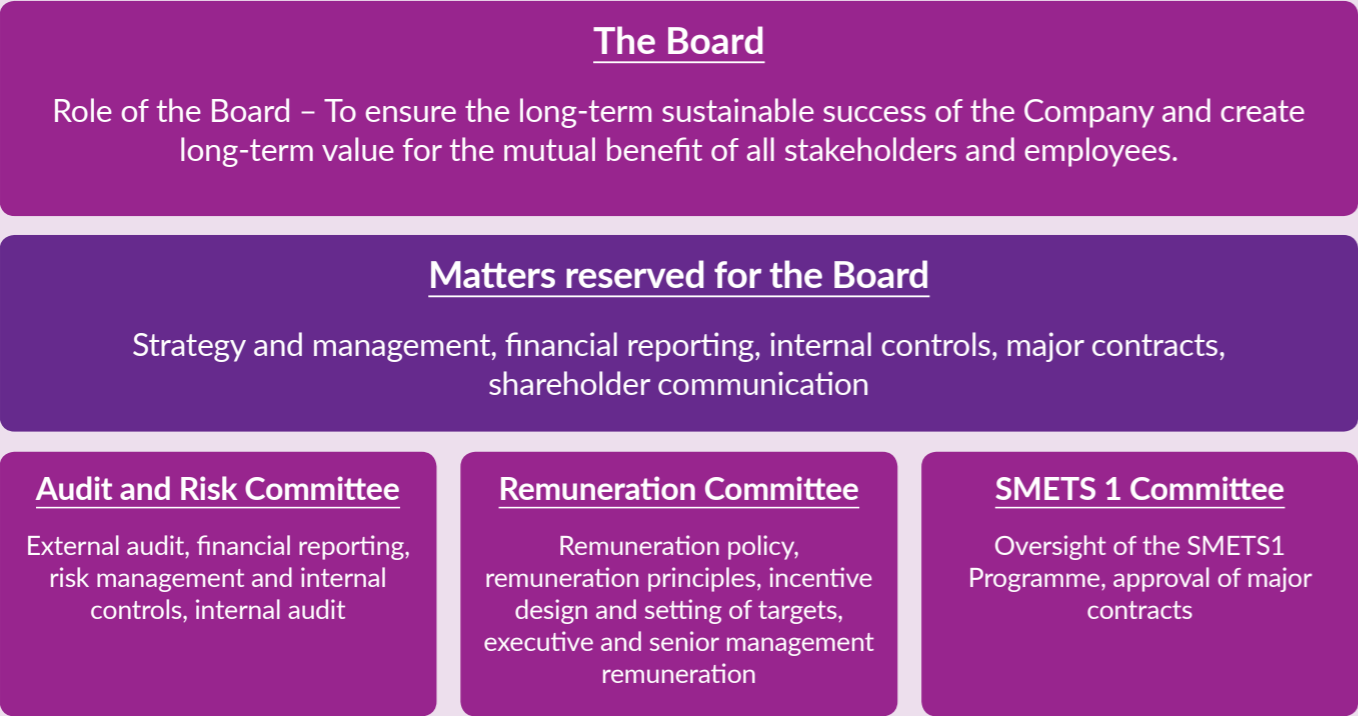 The Board
Role of the Board – To ensure the long-term sustainable success of the Company and create
long-term value for the mutual benefit of all stakeholders and employees.
Matters reserved for the Board
Strategy and management, financial reporting, internal controls, major contracts,
shareholder communication
Audit and Risk Committee
External audit, financial reporting,
risk management and internal
controls, internal audit
Remuneration Committee
Remuneration policy,
remuneration principles, incentive
design and setting of targets,
executive and senior management
remuneration
SMETS 1 Committee
Oversight of the SMETS1
Programme, approval of major
contracts